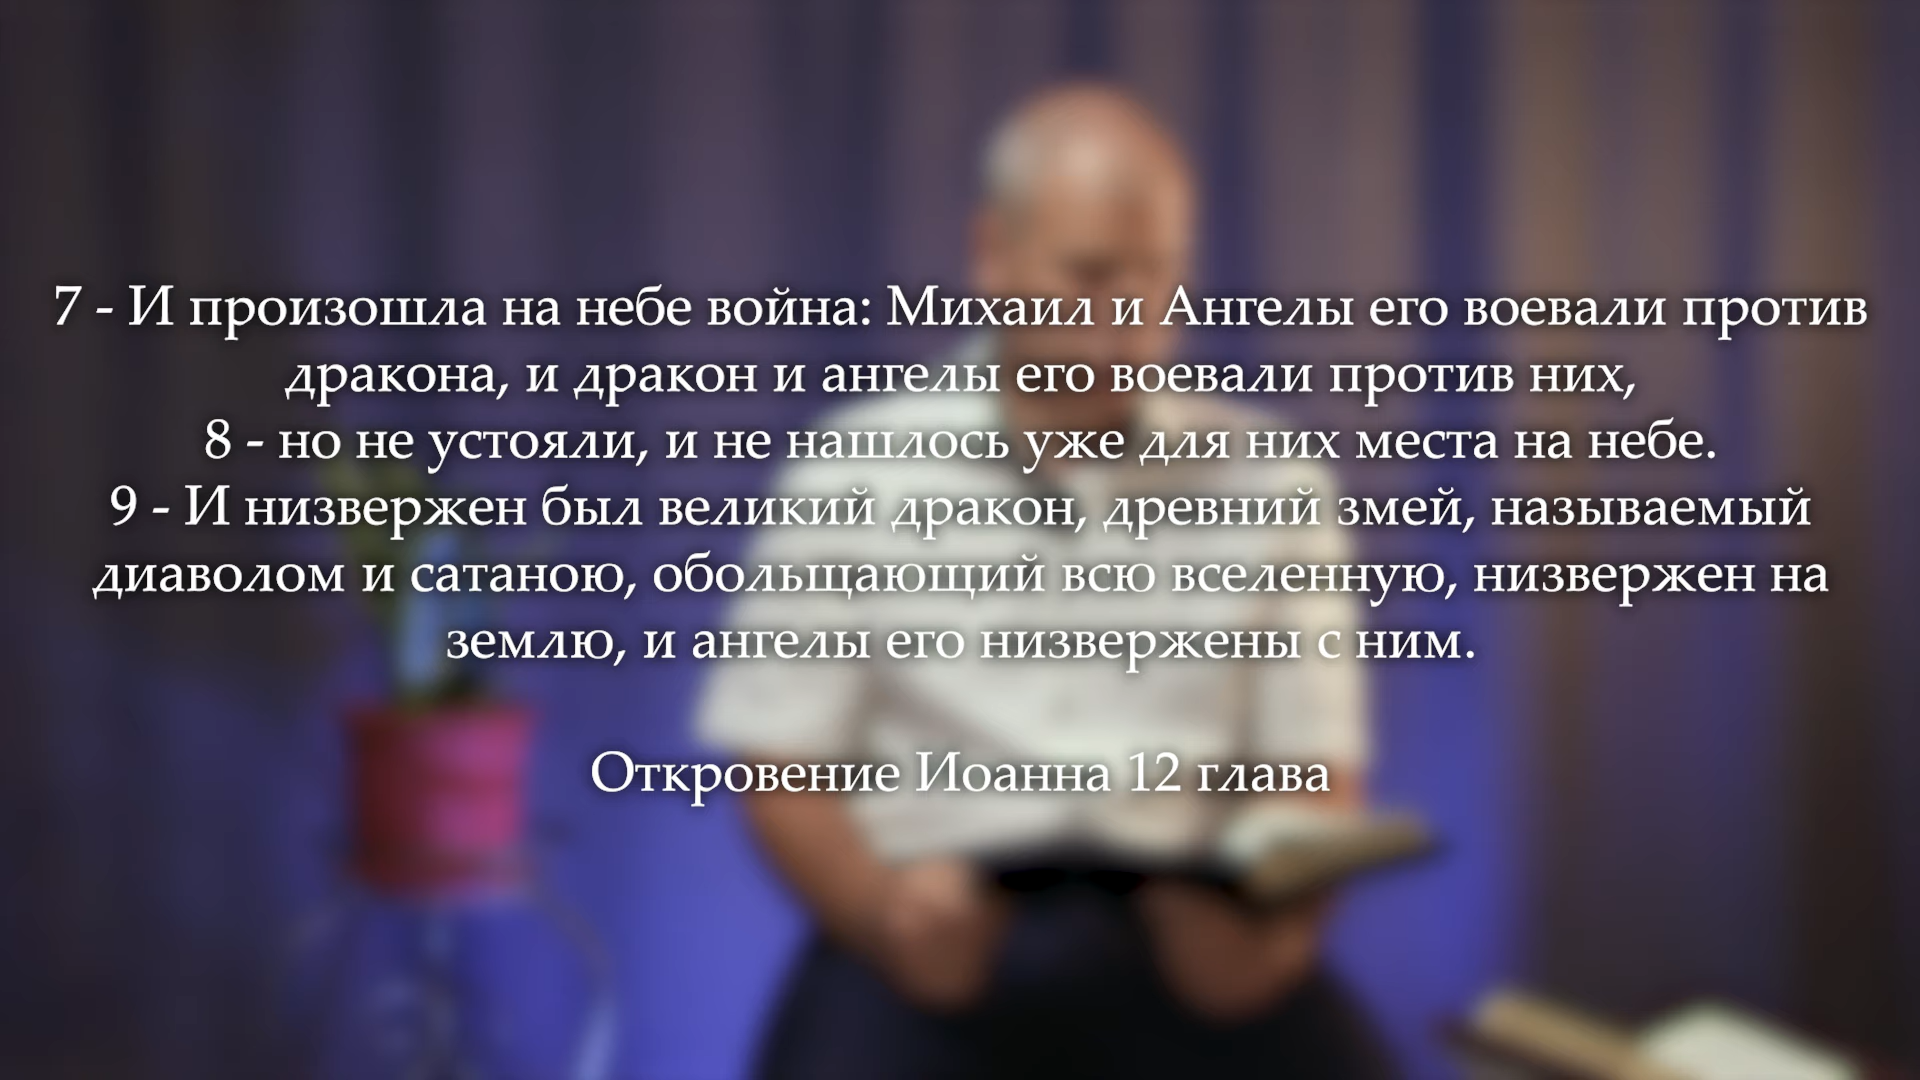 7 - И произошла на небе война: Михаил и Ангелы его воевали против
дракона, и дракон и ангелы его воевали против них,
8 - но не устояли, и не нашлось уже для них места на небе.
9 - И низвержен был великий дракон, древний змей, называемый
диаволом и сатаною, обольщающий всю вселенную, низвержен на
землю, и ангелы его низвержены с ним.
Откровение Иоанна 12 глава